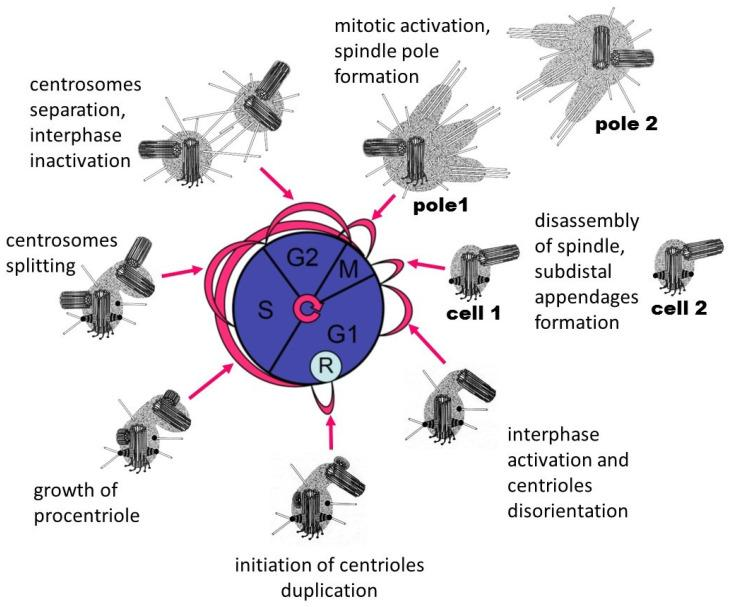 mitotic activation,
spindle pole
formation
pole 2
centrosomes
separation,
interphase
inactivation
pole1
centrosomes
splitting
disassembly
of spindle,
subdistal
appendages
formation
cell 1
cell 2
G2
M
S
G1
R
interphase
activation and
centrioles
disorientation
growth of
procentriole
initiation of centrioles
duplication